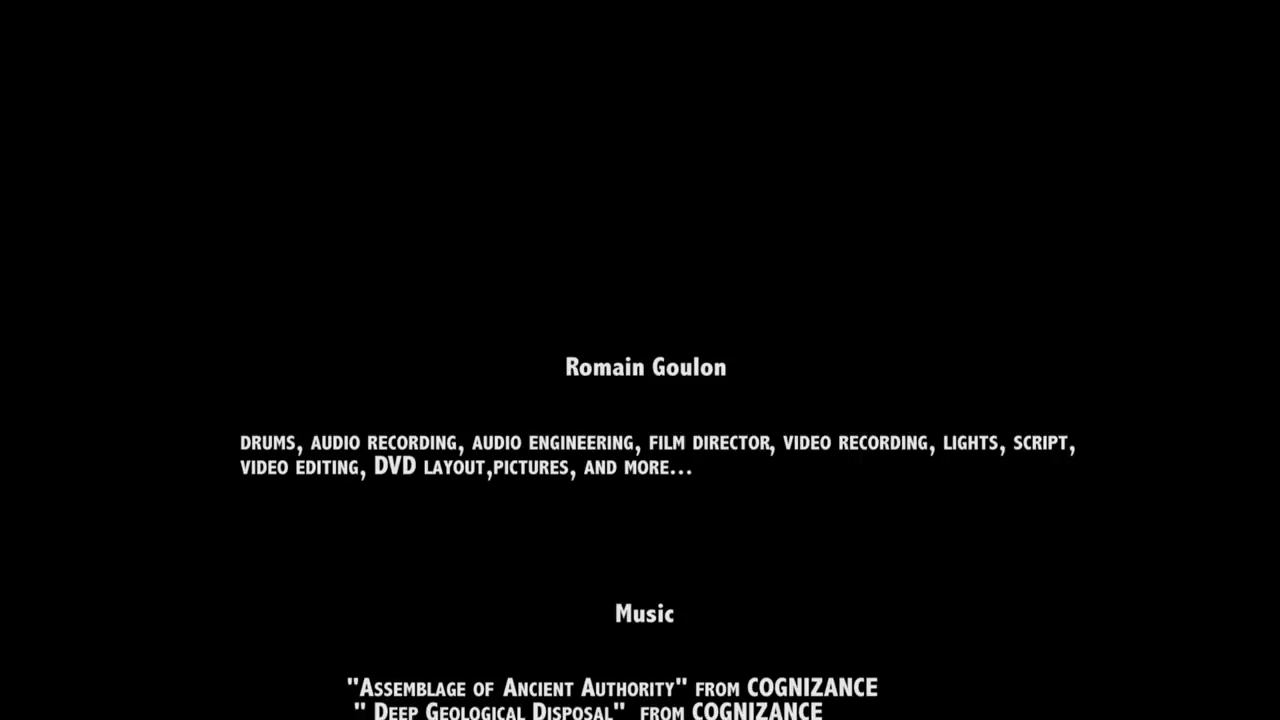 Romain Goulon
DRUMS, AUDIO RECORDING, AUDIO ENGINEERING, FILM DIRECTOR, VIDEO RECORDING, LIGHTS, SCRIPT,
VIDEO EDITING, DVD LAYOUT,PICTURES, AND MORE...
Music
"ASSEMBLAGE OF ANCIENT AUTHORITY" FROM COGNIZANCE
" DEEP GEOLOGICAL DISPOSAL" FROM COGNIZANCE